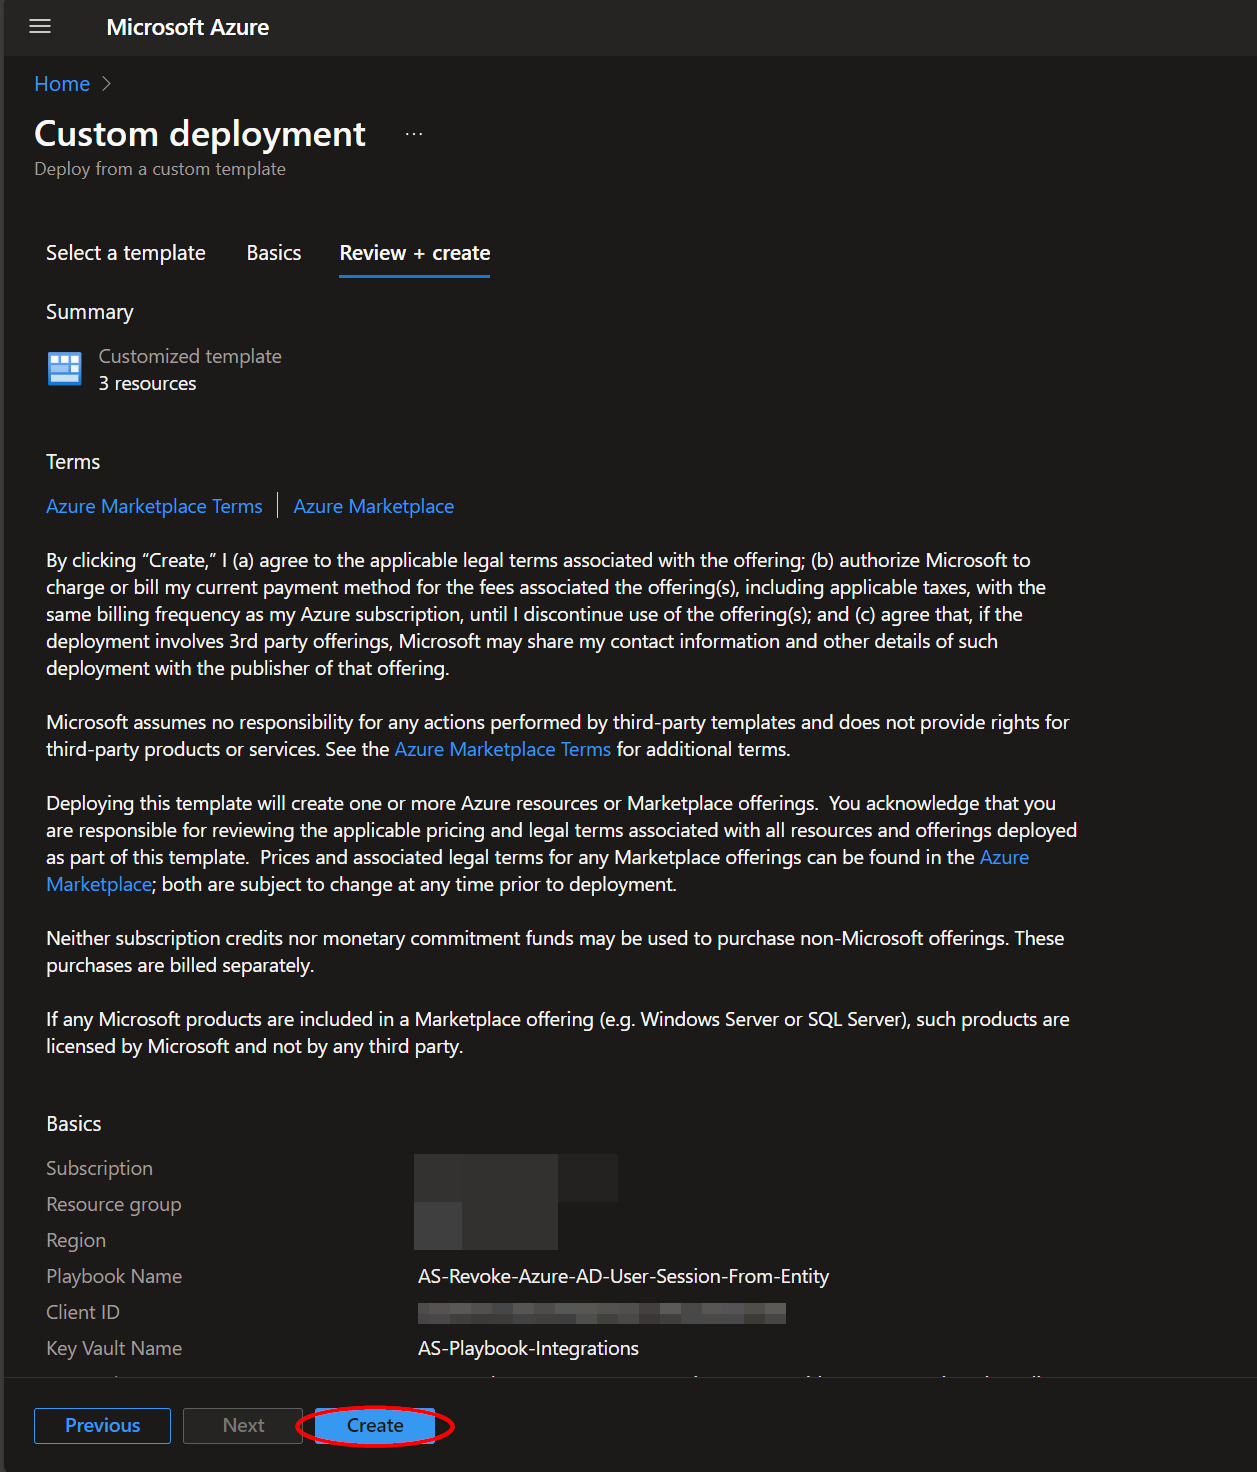 Microsoft Azure
Home
Custom deployment ...
Deploy from a custom template
Select a template Basics Review + create
Summary
Customized template
3 resources
Terms
Azure Marketplace Terms Azure Marketplace
By clicking “Create,” I (a) agree to the applicable legal terms associated with the offering; (b) authorize Microsoft to
charge or bill my current payment method for the fees associated the offering(s), including applicable taxes, with the
same billing frequency as my Azure subscription, until I discontinue use of the offering(s); and (c) agree that, if the
deployment involves 3rd party offerings, Microsoft may share my contact information and other details of such
deployment with the publisher of that offering.
Microsoft assumes no responsibility for any actions performed by third-party templates and does not provide rights for
third-party products or services. See the Azure Marketplace Terms for additional terms.
Deploying this template will create one or more Azure resources or Marketplace offerings.  You acknowledge that you
are responsible for reviewing the applicable pricing and legal terms associated with all resources and offerings deployed
as part of this template.  Prices and associated legal terms for any Marketplace offerings can be found in the Azure
Marketplace; both are subject to change at any time prior to deployment.
Neither subscription credits nor monetary commitment funds may be used to purchase non-Microsoft offerings. These
purchases are billed separately.
If any Microsoft products are included in a Marketplace offering (e.g. Windows Server or SQL Server), such products are
licensed by Microsoft and not by any third party.
Basics
Subscription
Resource group
Region
Playbook Name AS-Revoke-Azure-AD-User-Session-From-Entity
Client ID
Key Vault Name AS-Playbook-Integrations
Previous Next Create